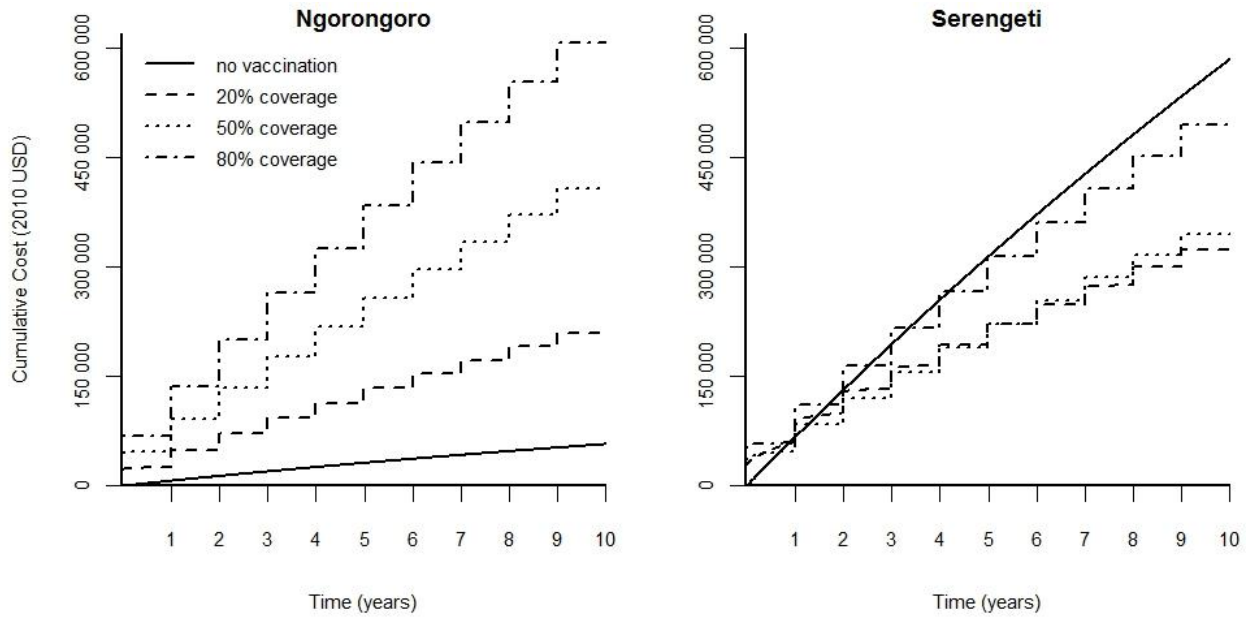 Ngorongoro
Cumulative Cost (2010 USD)
600 000
450 000
300 000
150 000
0
no vaccination
20% coverage
50% coverage
80% coverage
1 2 3 4 5 6 7 8 9 10
Time (years)
Serengeti
600 000
450 000
300 000
150 000
0
1 2 3 4 5 6 7 8 9 10
Time (years)